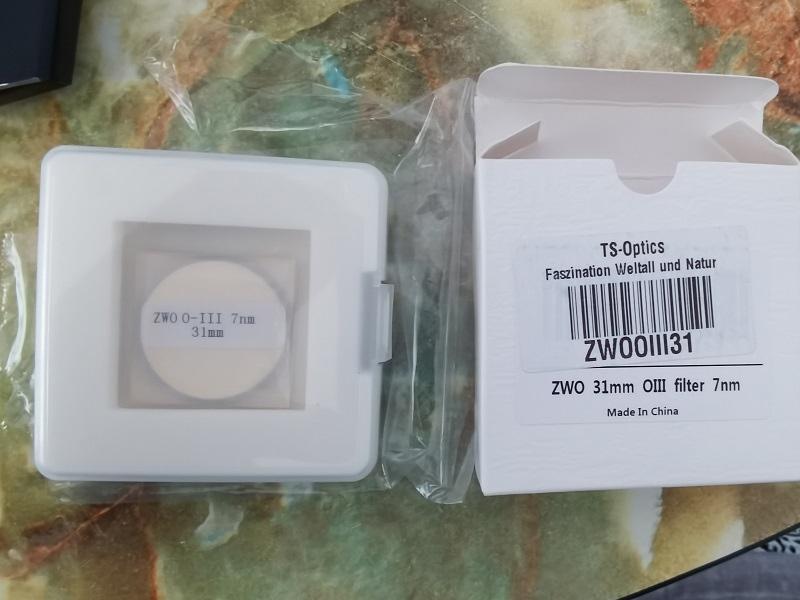 ZWO O-III 7nm
31mm
TS-Optics
Faszination Weltall und Natur
ZWOOIII31
ZWO 31mm OIII filter 7nm
Made In China